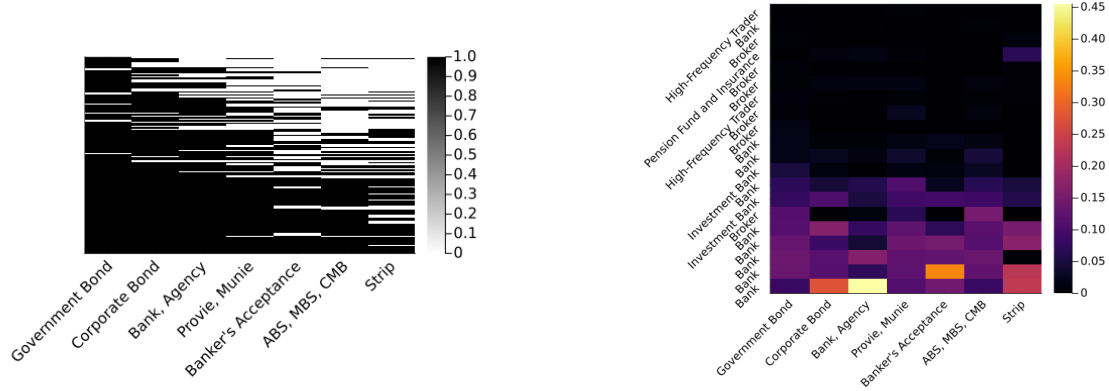 1.0
0.9
0.8
0.7
0.6
0.5
0.4
0.3
0.2
0.1
0
Government Bond
Corporate Bond
Bank, Agency
Provie, Munie
Banker's Acceptance
ABS, MBS, CMB
Strip
High-Frequency Trader
Bank
Broker
Pension Fund and Insurance
Broker
Broker
High-Frequency Trader
Broker
Broker
Bank
Bank
Investment Bank
Bank
Investment Bank
Broker
Bank
Bank
Bank
Bank
Bank
0.45
0.40
0.35
0.30
0.25
0.20
0.15
0.10
0.05
0
Government Bond
Corporate Bond
Bank, Agency
Provie, Munie
Banker's Acceptance
ABS, MBS, CMB
Strip